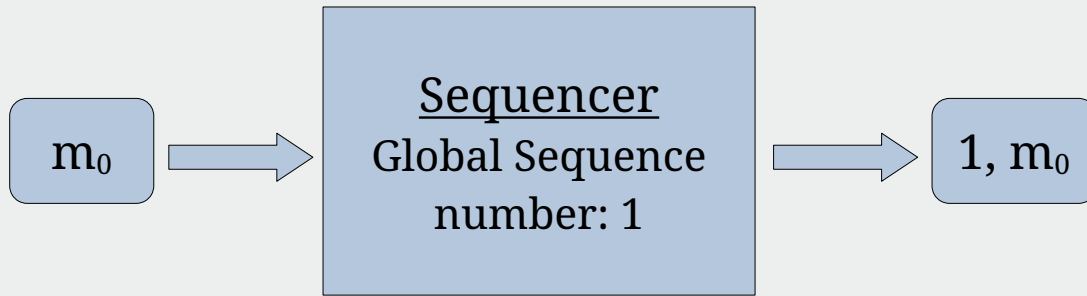 m₀
Sequencer
Global Sequence
number: 1
1, m₀